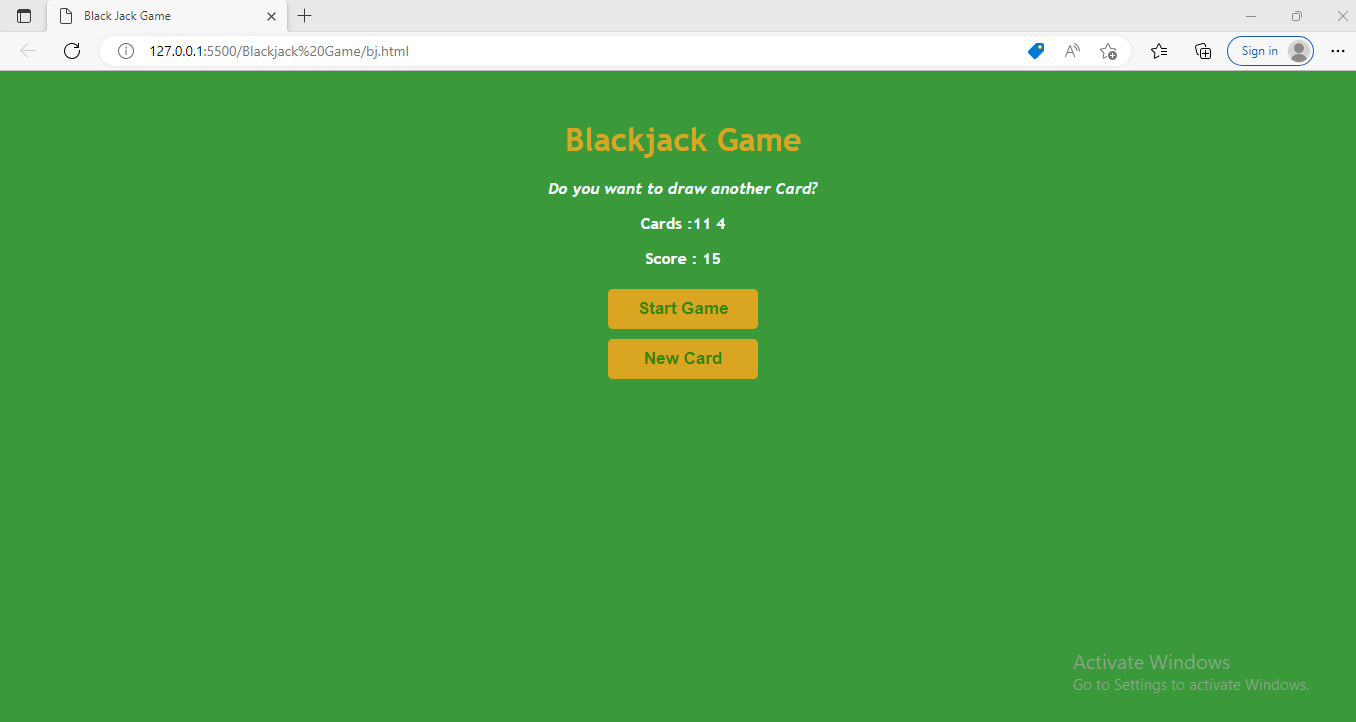 Black Jack Game
127.0.0.1:5500/Blackjack%20Game/bj.html
Sign in
Blackjack Game
Do you want to draw another Card?
Cards :11 4
Score : 15
Start Game
New Card
Activate Windows
Go to Settings to activate Windows.